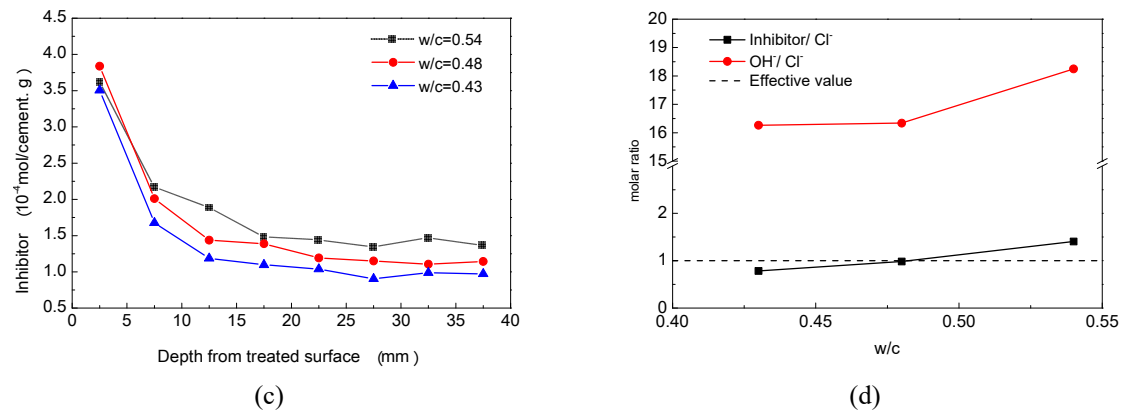 4.5
4.0
3.5
3.0
2.5
2.0
1.5
1.0
0.5
Inhibitor (10⁻⁴mol/cement. g)
w/c=0.54
w/c=0.48
w/c=0.43
0 5 10 15 20 25 30 35 40
Depth from treated surface (mm)
(c)
20
19
18
17
16
15
2
1
0
molar ratio
Inhibitor/ Cl⁻
OH⁻/ Cl⁻
Effective value
0.40 0.45 0.50 0.55
w/c
(d)